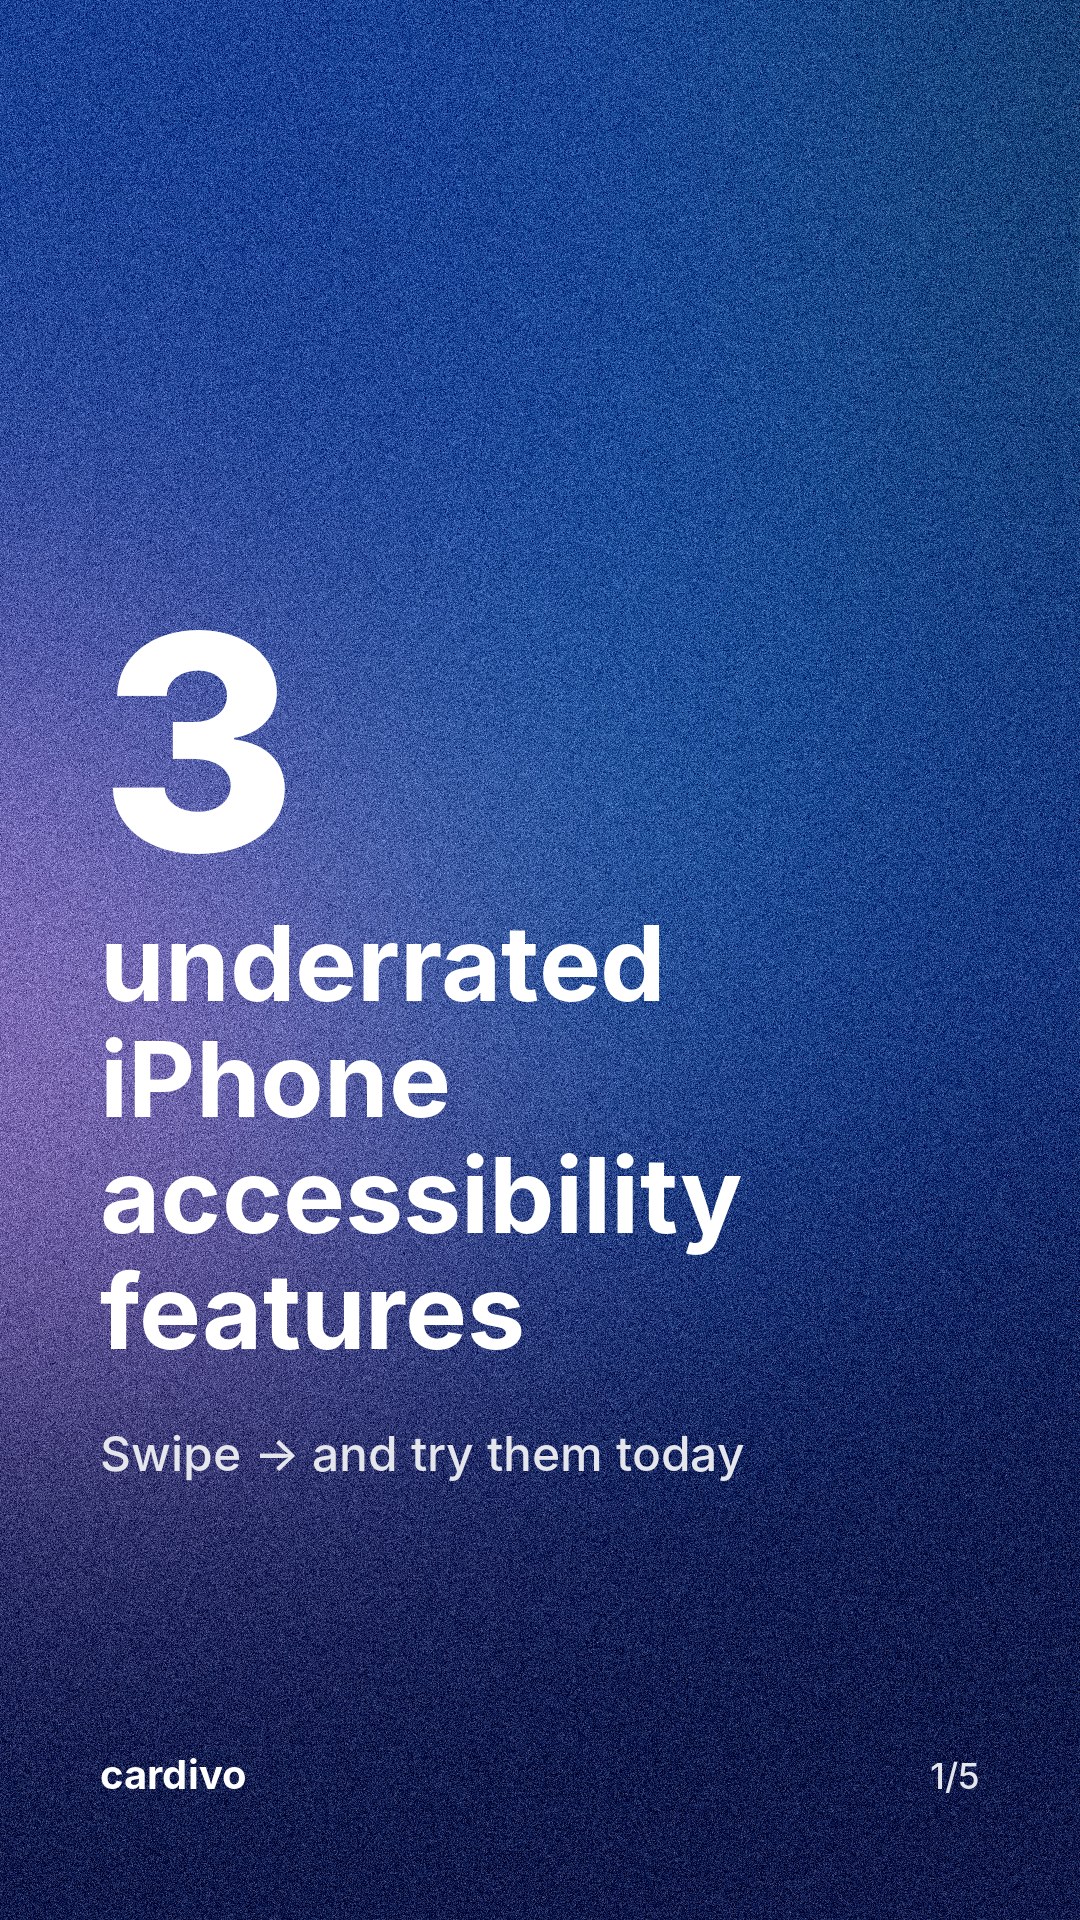 3
underrated
iPhone
accessibility
features
Swipe → and try them today
cardivo
1/5